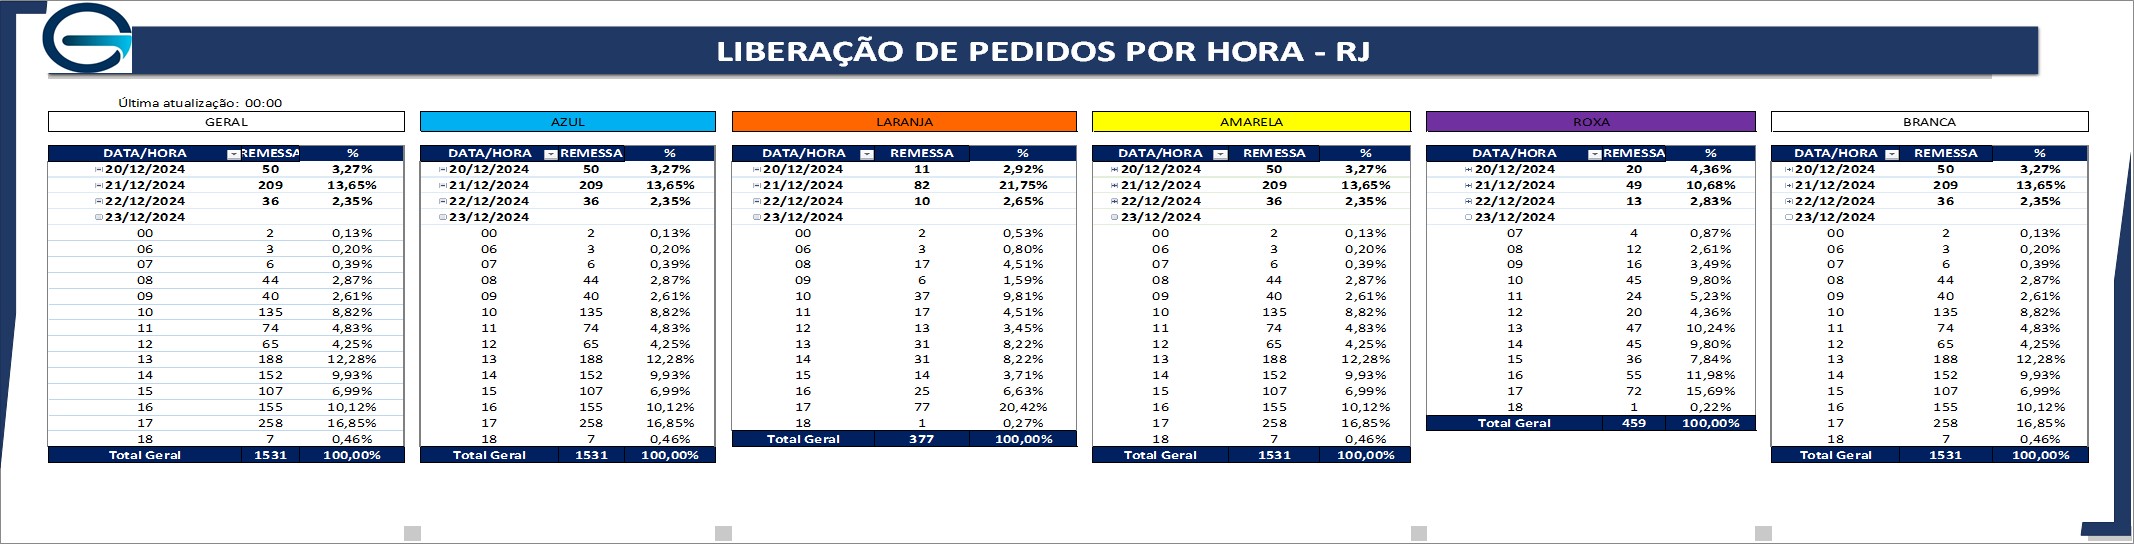 LIBERAÇÃO DE PEDIDOS POR HORA - RJ
Última atualização: 00:00
GERAL
DATA/HORA REMESSA %
20/12/2024 50 3,27%
21/12/2024 209 13,65%
22/12/2024 36 2,35%
23/12/2024
00 2 0,13%
06 3 0,20%
07 6 0,39%
08 44 2,87%
09 40 2,61%
10 135 8,82%
11 74 4,83%
12 65 4,25%
13 188 12,28%
14 152 9,93%
15 107 6,99%
16 155 10,12%
17 258 16,85%
18 7 0,46%
Total Geral 1531 100,00%
AZUL
DATA/HORA REMESSA %
20/12/2024 50 3,27%
21/12/2024 209 13,65%
22/12/2024 36 2,35%
23/12/2024
00 2 0,13%
06 3 0,20%
07 6 0,39%
08 44 2,87%
09 40 2,61%
10 135 8,82%
11 74 4,83%
12 65 4,25%
13 188 12,28%
14 152 9,93%
15 107 6,99%
16 155 10,12%
17 258 16,85%
18 7 0,46%
Total Geral 1531 100,00%
LARANJA
DATA/HORA REMESSA %
20/12/2024 11 2,92%
21/12/2024 82 21,75%
22/12/2024 10 2,65%
23/12/2024
00 2 0,53%
06 3 0,80%
08 17 4,51%
09 6 1,59%
10 37 9,81%
11 17 4,51%
12 13 3,45%
13 31 8,22%
14 31 8,22%
15 14 3,71%
16 25 6,63%
17 77 20,42%
18 1 0,27%
Total Geral 377 100,00%
AMARELA
DATA/HORA REMESSA %
20/12/2024 50 3,27%
21/12/2024 209 13,65%
22/12/2024 36 2,35%
23/12/2024
00 2 0,13%
06 3 0,20%
07 6 0,39%
08 44 2,87%
09 40 2,61%
10 135 8,82%
11 74 4,83%
12 65 4,25%
13 188 12,28%
14 152 9,93%
15 107 6,99%
16 155 10,12%
17 258 16,85%
18 7 0,46%
Total Geral 1531 100,00%
ROXA
DATA/HORA REMESSA %
20/12/2024 20 4,36%
21/12/2024 49 10,68%
22/12/2024 13 2,83%
23/12/2024
07 4 0,87%
08 12 2,61%
09 16 3,49%
10 45 9,80%
11 24 5,23%
12 20 4,36%
13 47 10,24%
14 45 9,80%
15 36 7,84%
16 55 11,98%
17 72 15,69%
18 1 0,22%
Total Geral 459 100,00%
BRANCA
DATA/HORA REMESSA %
20/12/2024 50 3,27%
21/12/2024 209 13,65%
22/12/2024 36 2,35%
23/12/2024
00 2 0,13%
06 3 0,20%
07 6 0,39%
08 44 2,87%
09 40 2,61%
10 135 8,82%
11 74 4,83%
12 65 4,25%
13 188 12,28%
14 152 9,93%
15 107 6,99%
16 155 10,12%
17 258 16,85%
18 7 0,46%
Total Geral 1531 100,00%